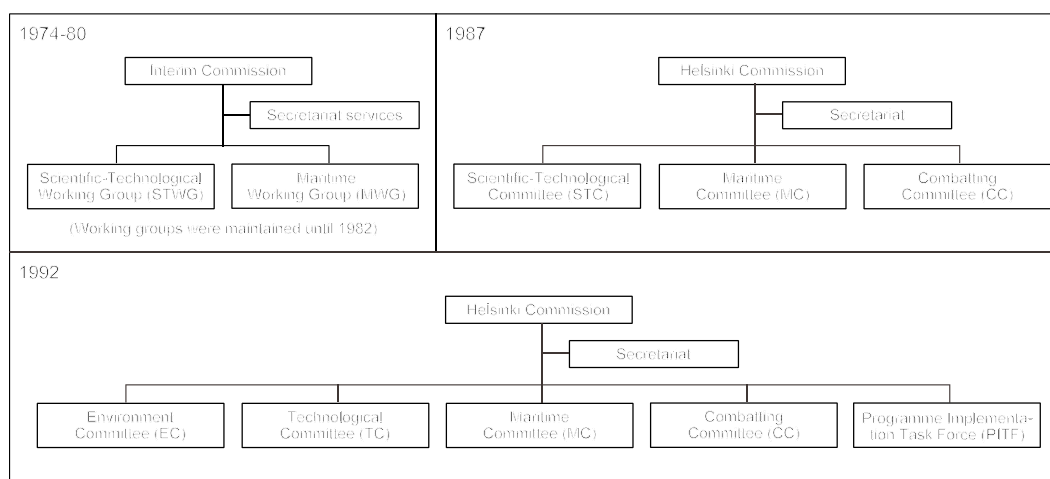 1974-80
Interim Commission
Secretariat services
Scientific-Technological
Working Group (STWG)
Maritime
Working Group (MWG)
(Working groups were maintained until 1982)
1987
Helsinki Commission
Secretariat
Scientific-Technological
Committee (STC)
Maritime
Committee (MC)
Combatting
Committee (CC)
1992
Helsinki Commission
Secretariat
Environment
Committee (EC)
Technological
Committee (TC)
Maritime
Committee (MC)
Combatting
Committee (CC)
Programme Implementa-
tion Task Force (PITF)